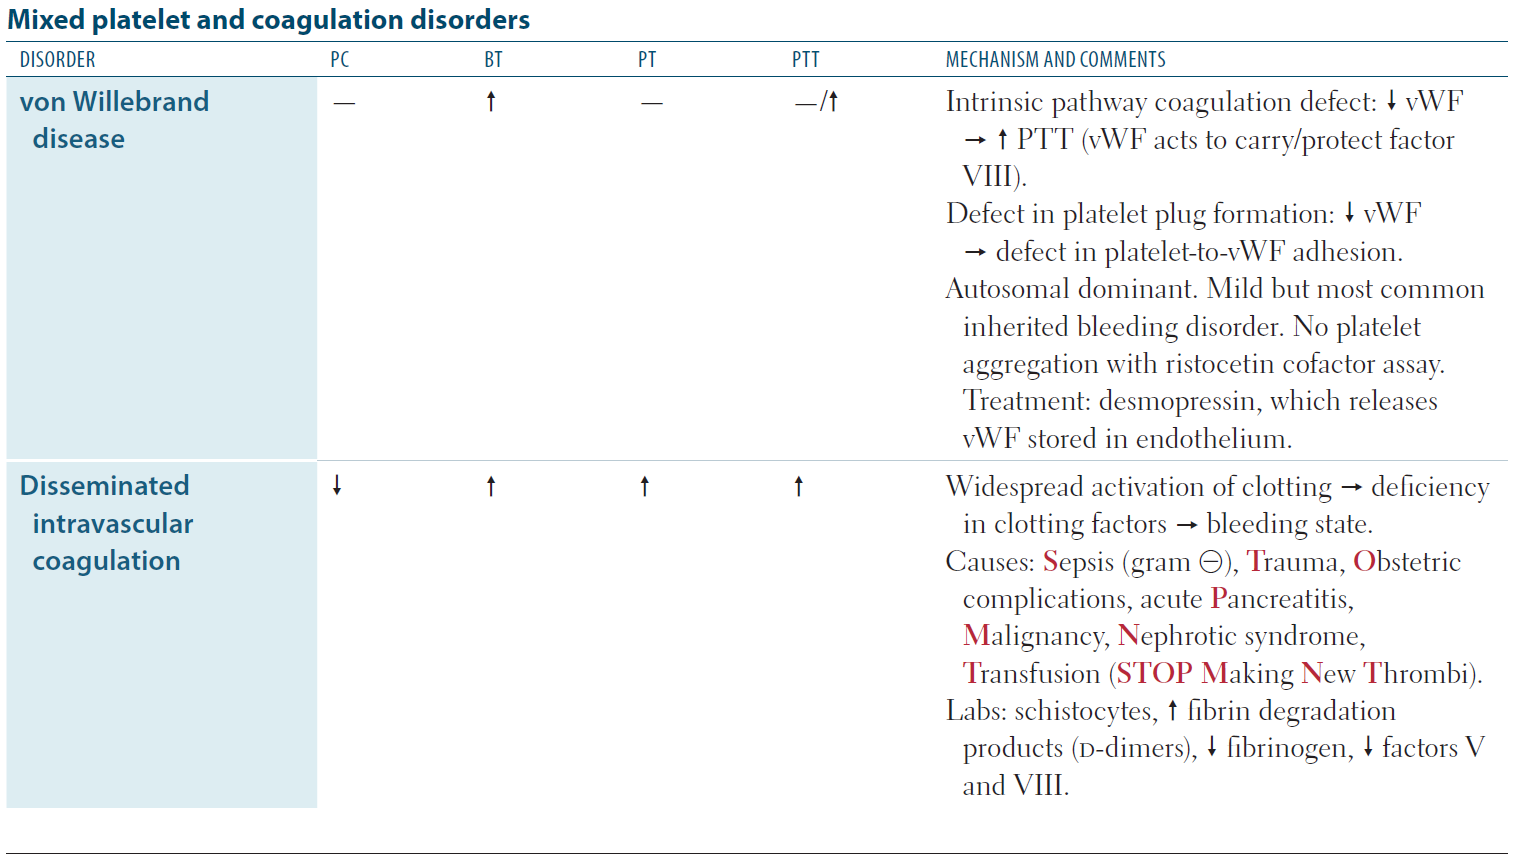 Mixed platelet and coagulation disorders
DISORDER PC BT PT PTT MECHANISM AND COMMENTS
von Willebrand disease — ↑ — —/↑
Intrinsic pathway coagulation defect: ↓ vWF
→ ↑ PTT (vWF acts to carry/protect factor
VIII).
Defect in platelet plug formation: ↓ vWF
→ defect in platelet-to-vWF adhesion.
Autosomal dominant. Mild but most common
inherited bleeding disorder. No platelet
aggregation with ristocetin cofactor assay.
Treatment: desmopressin, which releases
vWF stored in endothelium.
Disseminated
intravascular
coagulation
↓ ↑ ↑ ↑
Widespread activation of clotting → deficiency
in clotting factors → bleeding state.
Causes: Sepsis (gram ⊖), Trauma, Obstetric
complications, acute Pancreatitis,
Malignancy, Nephrotic syndrome,
Transfusion (STOP Making New Thrombi).
Labs: schistocytes, ↑ fibrin degradation
products (D-dimers), ↓ fibrinogen, ↓ factors V
and VIII.